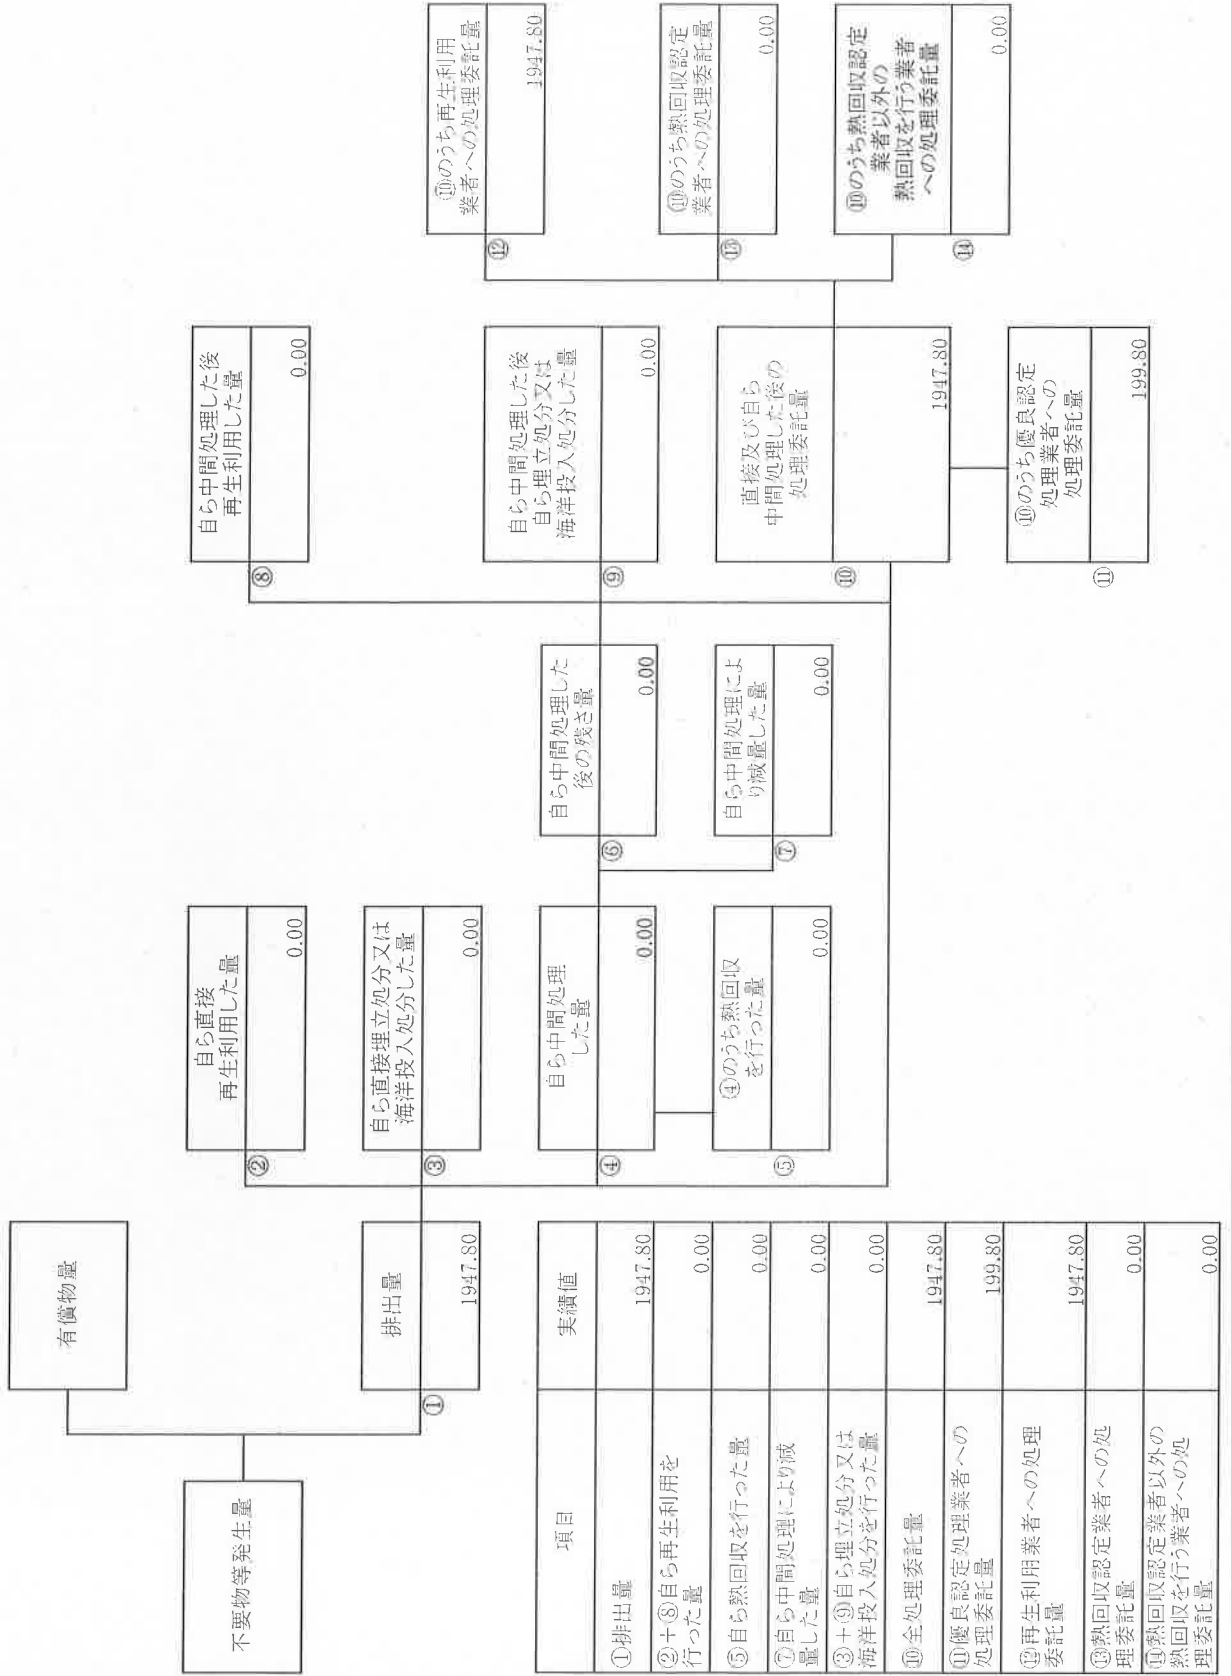 有償物量
不要物等発生量
排出量
1947.80
①
自ら直接
再生利用した量
0.00
②
自ら直接埋立処分又は
海洋投入処分した量
0.00
③
自ら中間処理
した量
0.00
④
④のうち熱回収
を行った量
0.00
⑤
自ら中間処理した
後の残さ量
0.00
⑥
自ら中間処理によ
り減量した量
0.00
⑦
自ら中間処理した後
再生利用した量
0.00
⑧
自ら中間処理した後
自ら埋立処分又は
海洋投入処分した量
0.00
⑨
直接及び自ら
中間処理した後の
処理委託量
1947.80
⑩
⑩のうち優良認定
処理業者への
処理委託量
199.80
⑪
⑩のうち再生利用
業者への処理委託量
1947.80
⑫
⑩のうち熱回収認定
業者への処理委託量
0.00
⑬
⑩のうち熱回収認定
業者以外の
熱回収を行う業者
への処理委託量
0.00
⑭
項目 実績値
①排出量 1947.80
②+⑧自ら再生利用を
行った量 0.00
⑤自ら熱回収を行った量 0.00
⑦自ら中間処理により減
量した量 0.00
③+⑨自ら埋立処分又は
海洋投入処分を行った量 0.00
⑩全処理委託量 1947.80
⑪優良認定処理業者への
処理委託量 199.80
⑫再生利用業者への処理
委託量 1947.80
⑬熱回収認定業者への処
理委託量 0.00
⑭熱回収認定業者以外の
熱回収を行う業者への処
理委託量 0.00